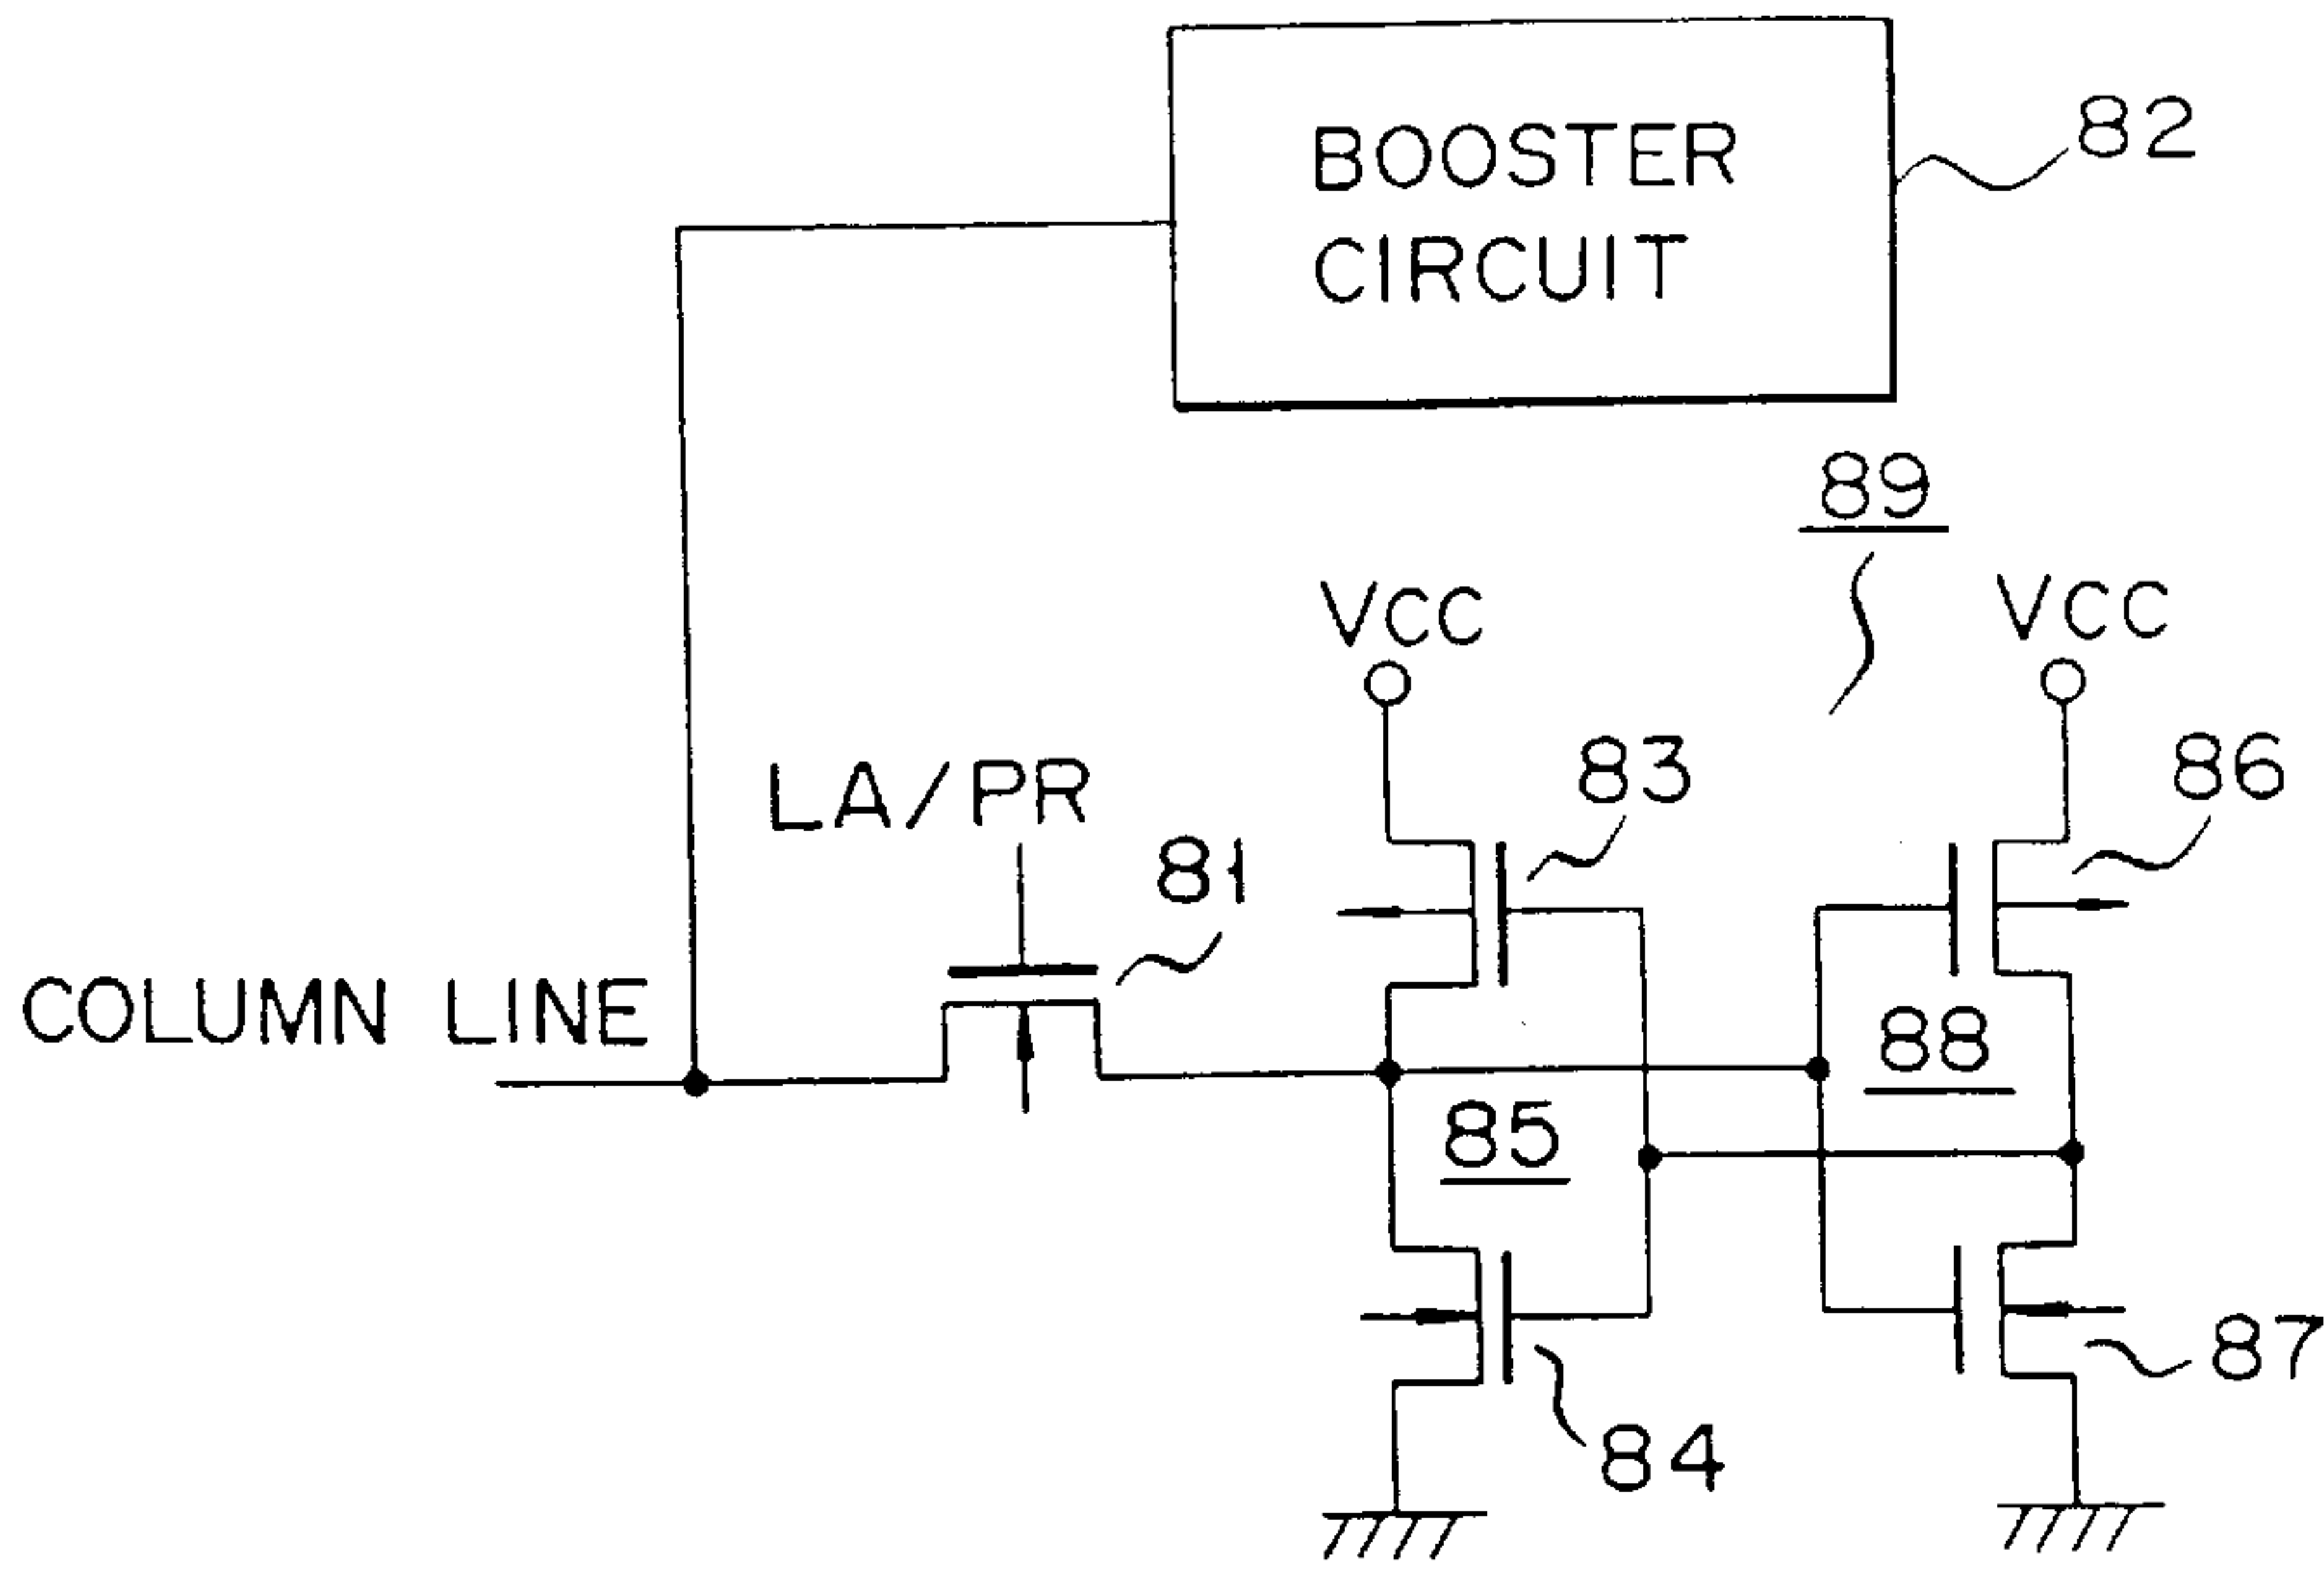 BOOSTER
CIRCUIT
82
89
VCC
VCC
LA/PR
81
83
86
COLUMN LINE
88
85
84
87